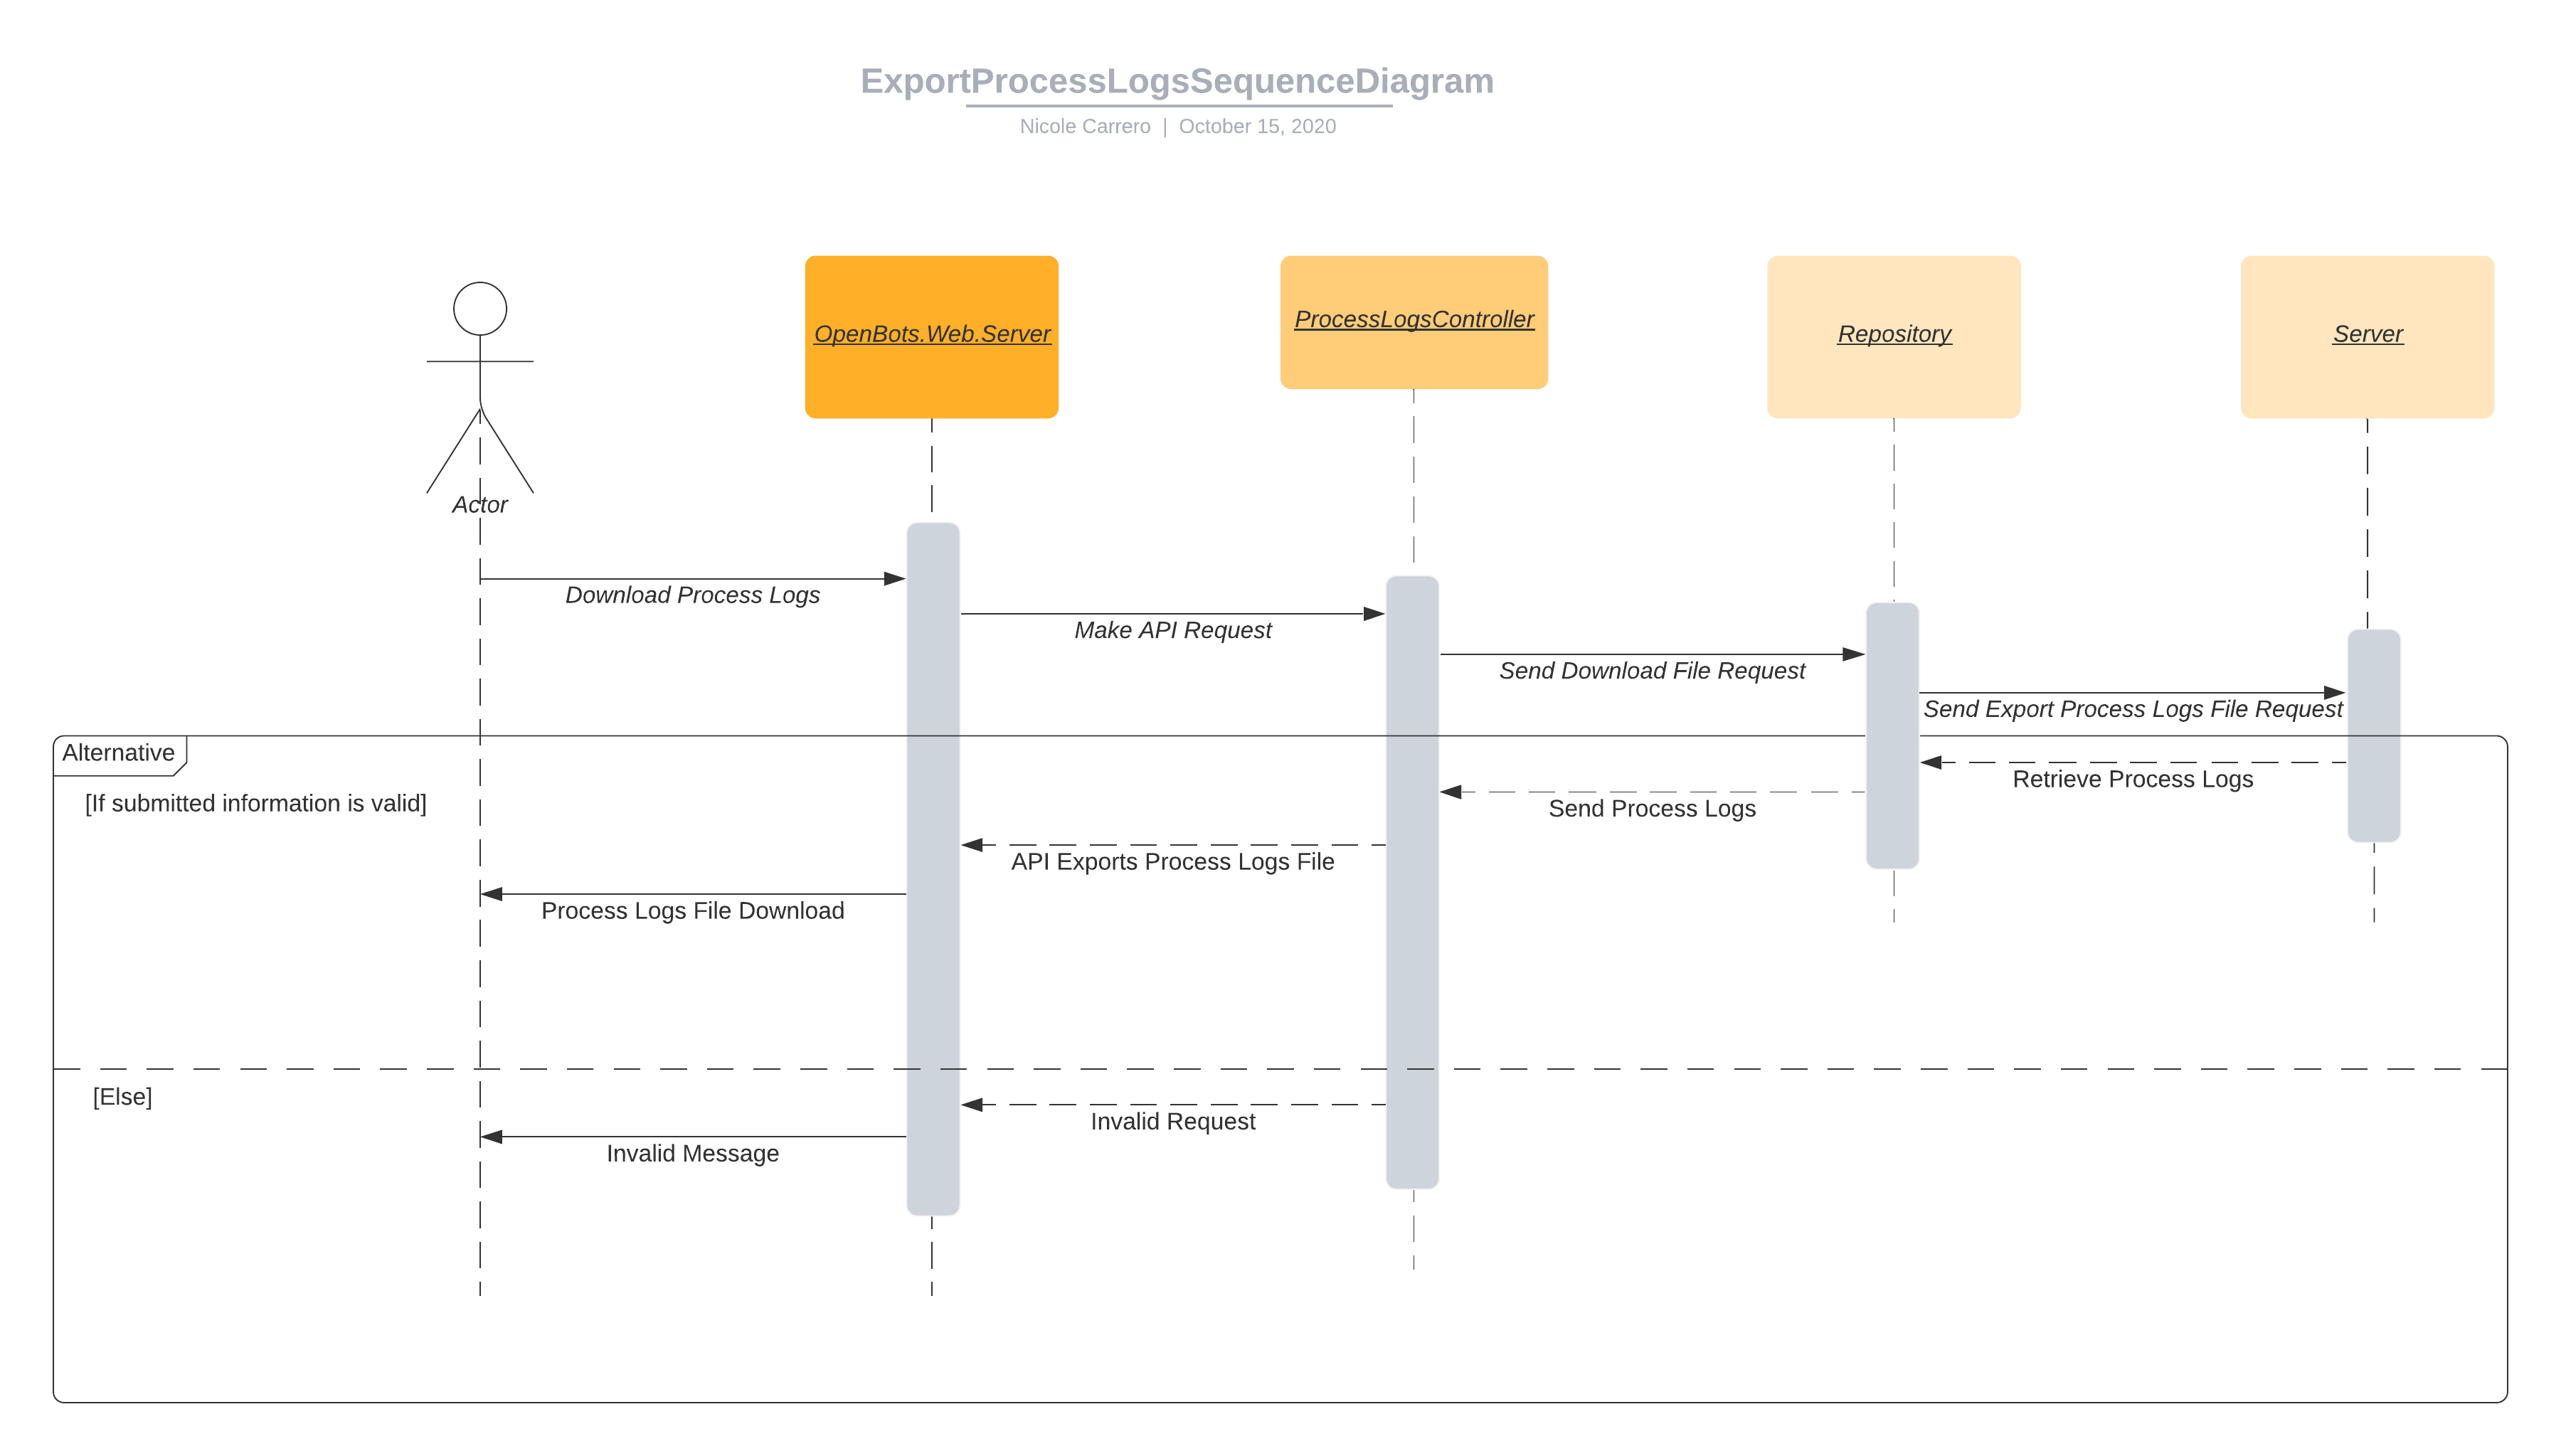 ExportProcessLogsSequenceDiagram
Nicole Carrero | October 15, 2020
OpenBots.Web.Server
ProcessLogsController
Repository
Server
Actor
Download Process Logs
Make API Request
Send Download File Request
Send Export Process Logs File Request
Alternative
[If submitted information is valid]
Retrieve Process Logs
Send Process Logs
API Exports Process Logs File
Process Logs File Download
[Else]
Invalid Request
Invalid Message